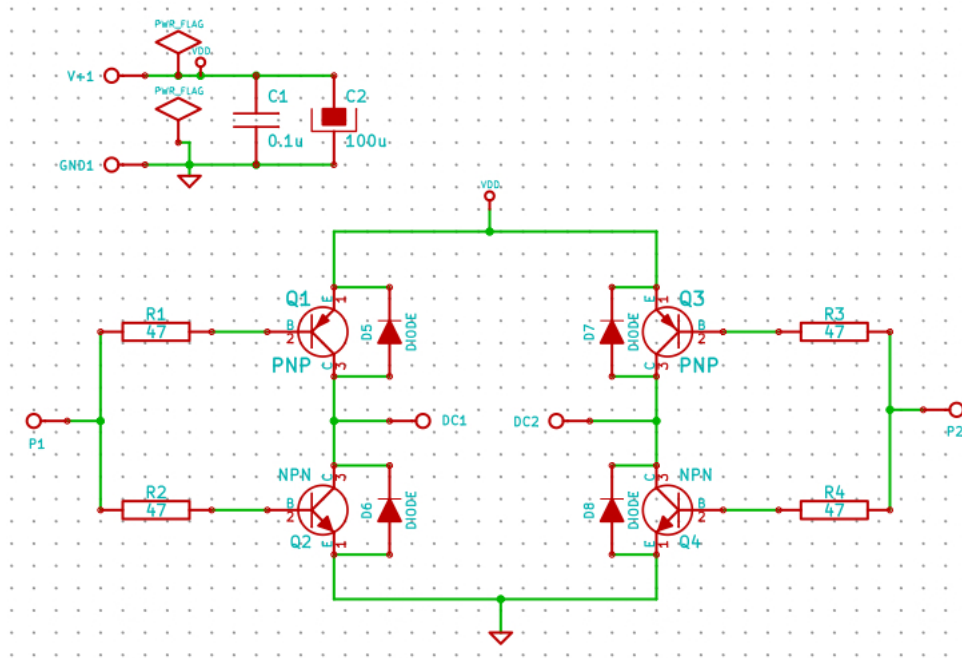 PWR_FLAG
VDD
V+1
PWR_FLAG
C1
0.1u
C2
100u
GND1
VDD
Q1
E
1
B
2
C
3
PNP
D5
DIODE
R1
47
D7
DIODE
Q3
E
1
B
2
C
3
PNP
R3
47
P1
DC1
DC2
P2
R2
47
NPN
C
3
B
2
E
1
Q2
D6
DIODE
D8
DIODE
NPN
C
3
B
2
E
1
Q4
R4
47